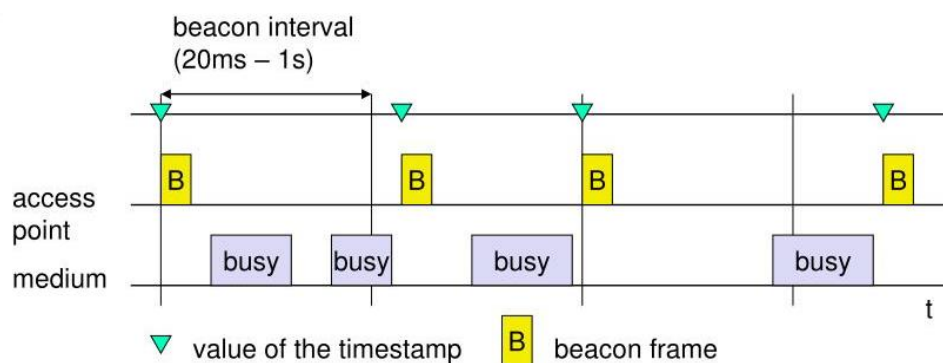 beacon interval
(20ms – 1s)
B B B B
access
point
busy busy busy busy
medium
t
value of the timestamp B beacon frame